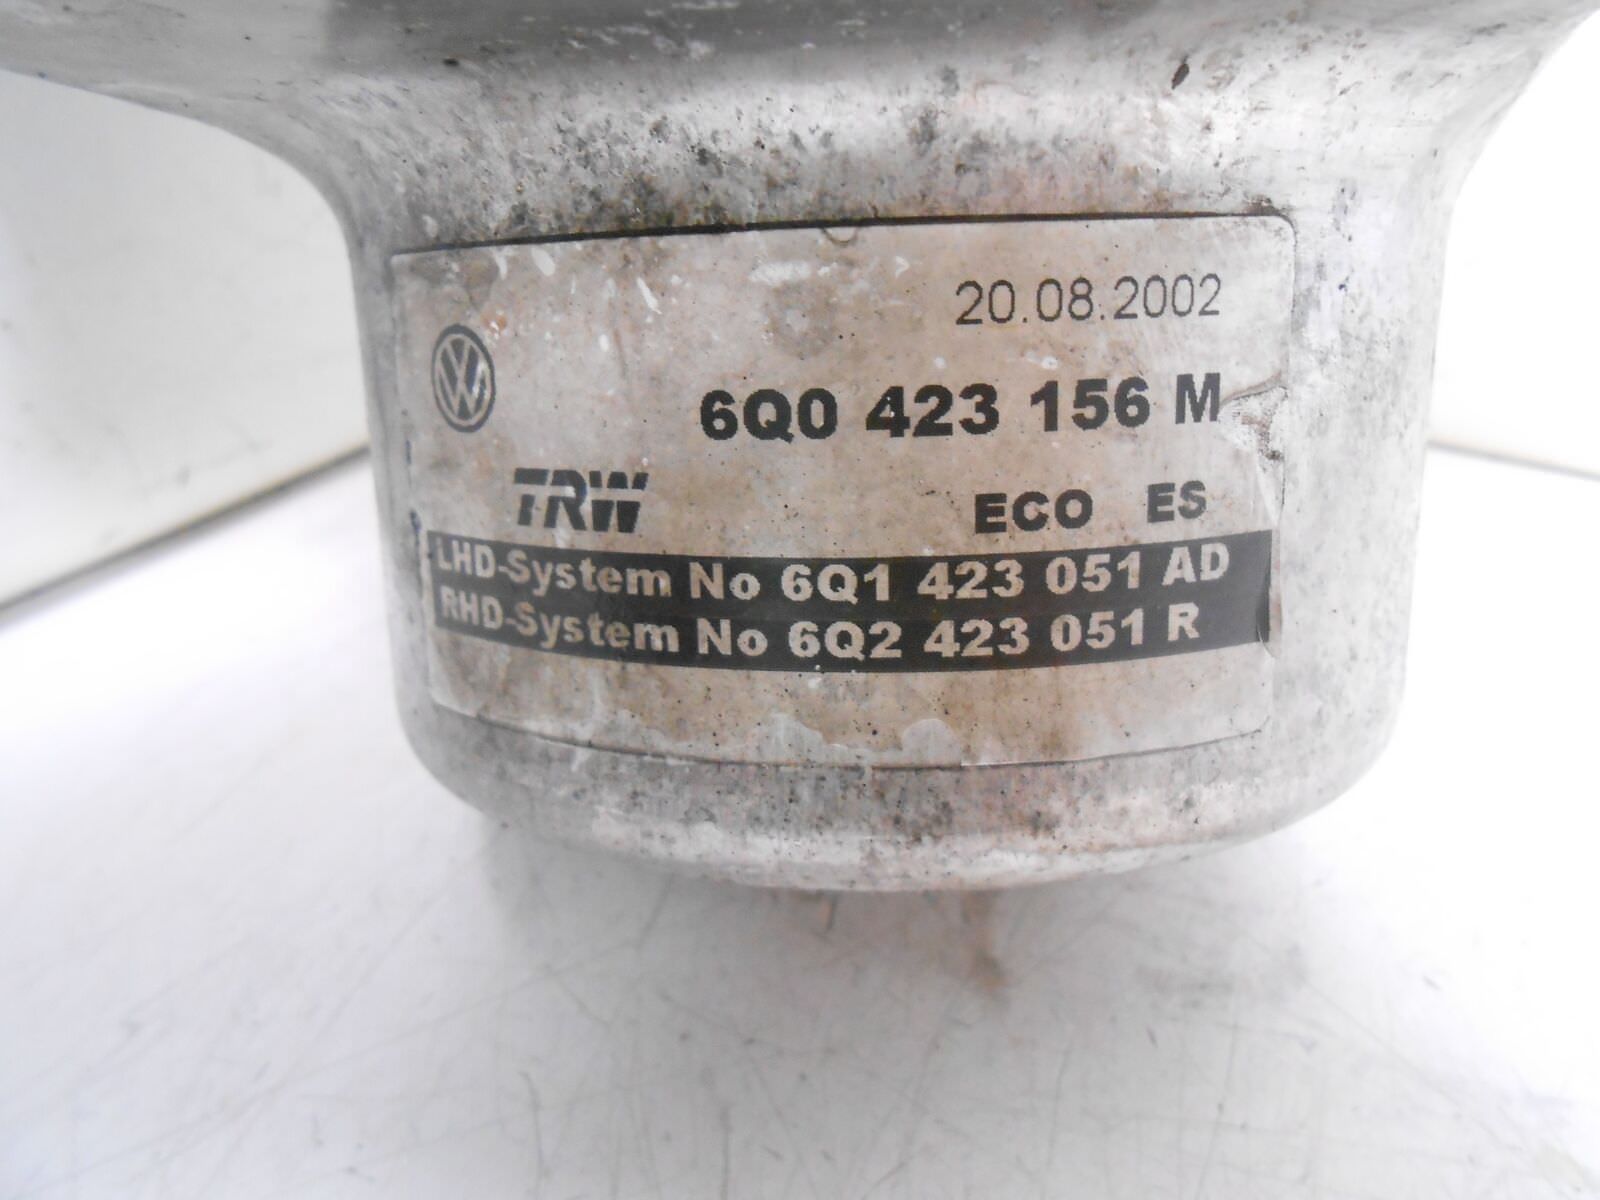 20.08.2002
6Q0 423 156 M
TRW ECO ES
LHD-System No 6Q1 423 051 AD
RHD-System No 6Q2 423 051 R